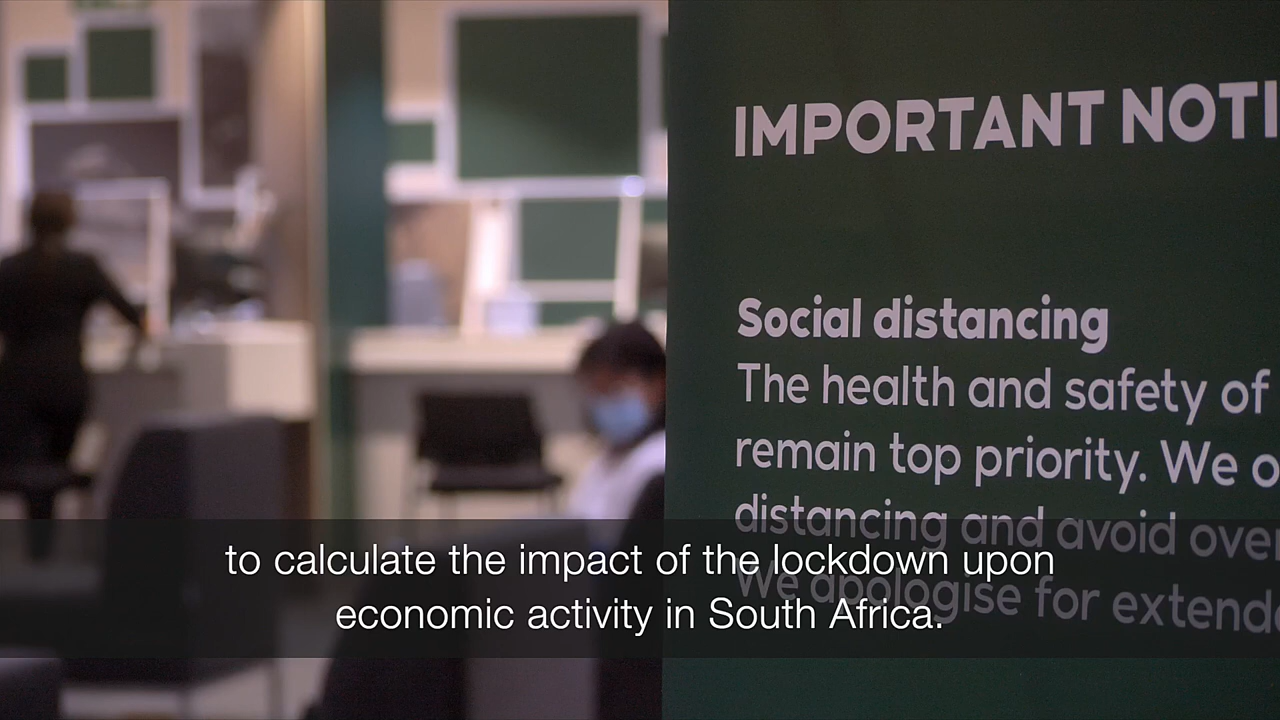 IMPORTANT NOTI
Social distancing
The health and safety of
remain top priority. We o
distancing and avoid over
We apologise for extend
to calculate the impact of the lockdown upon
economic activity in South Africa.